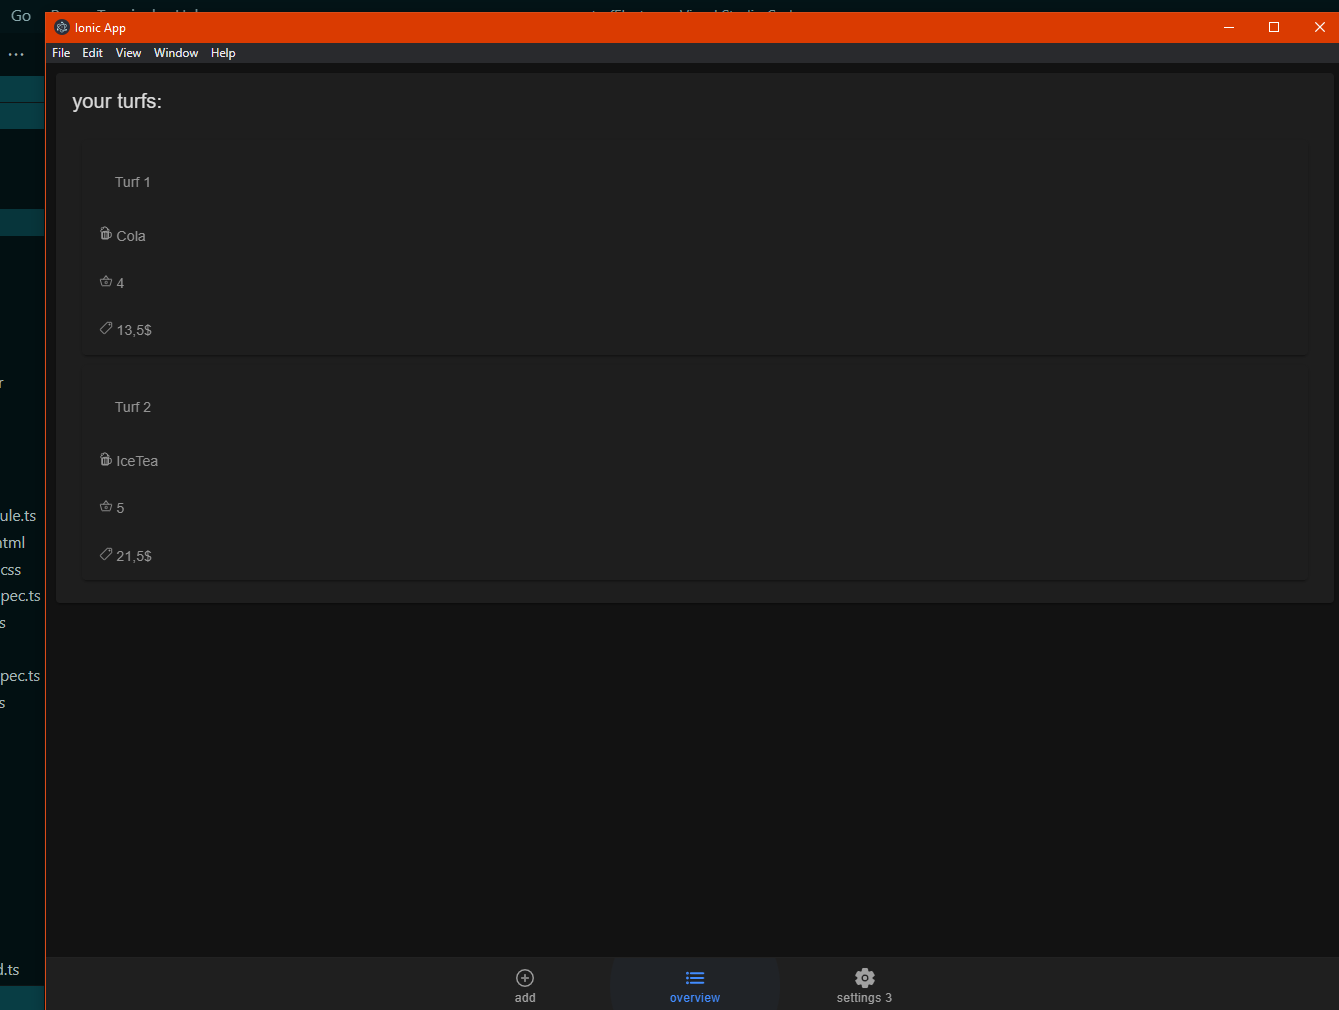 Go
Ionic App
File Edit View Window Help
your turfs:
Turf 1
Cola
4
13,5$
Turf 2
IceTea
5
21,5$
r
ule.ts
html
css
pec.ts
s
pec.ts
s
d.ts
add
overview
settings 3